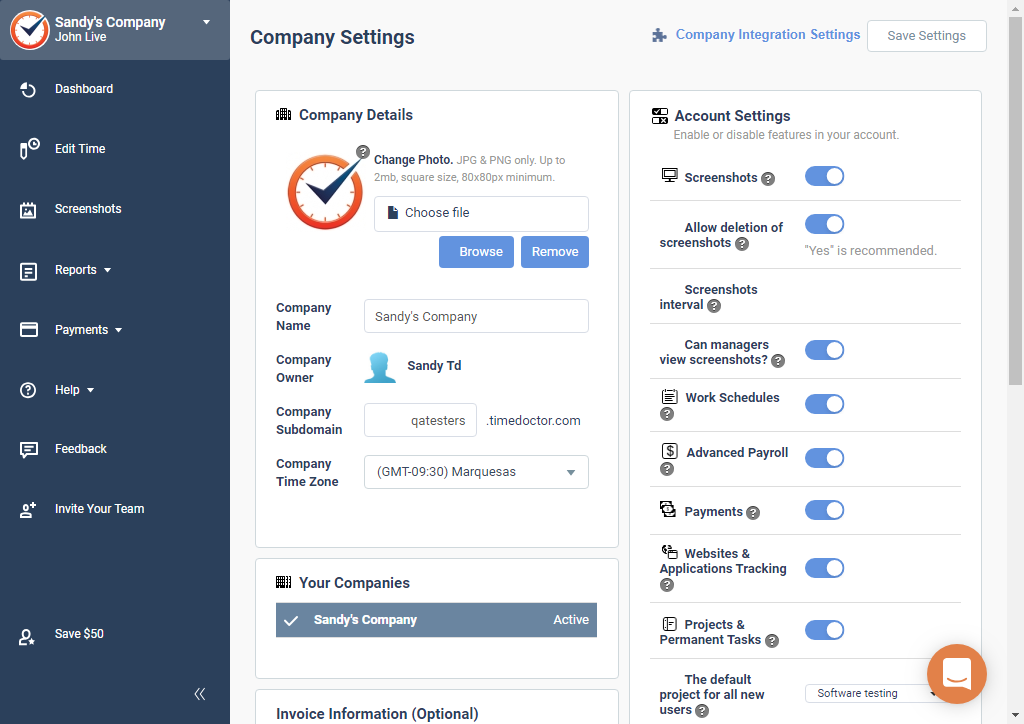 Sandy's Company
John Live
Dashboard
Edit Time
Screenshots
Reports
Payments
Help
Feedback
Invite Your Team
Save $50
Company Settings
Company Integration Settings
Save Settings
Company Details
Change Photo. JPG & PNG only. Up to
2mb, square size, 80x80px minimum.
Choose file
Browse
Remove
Company
Name
Sandy's Company
Company
Owner
Sandy Td
Company
Subdomain
qatesters
.timedoctor.com
Company
Time Zone
(GMT-09:30) Marquesas
Your Companies
Sandy's Company
Active
Invoice Information (Optional)
Account Settings
Enable or disable features in your account.
Screenshots ?
Allow deletion of
screenshots ?
"Yes" is recommended.
Screenshots
interval ?
Can managers
view screenshots? ?
Work Schedules
?
Advanced Payroll
?
Payments ?
Websites &
Applications Tracking
?
Projects &
Permanent Tasks ?
The default
project for all new
users ?
Software testing